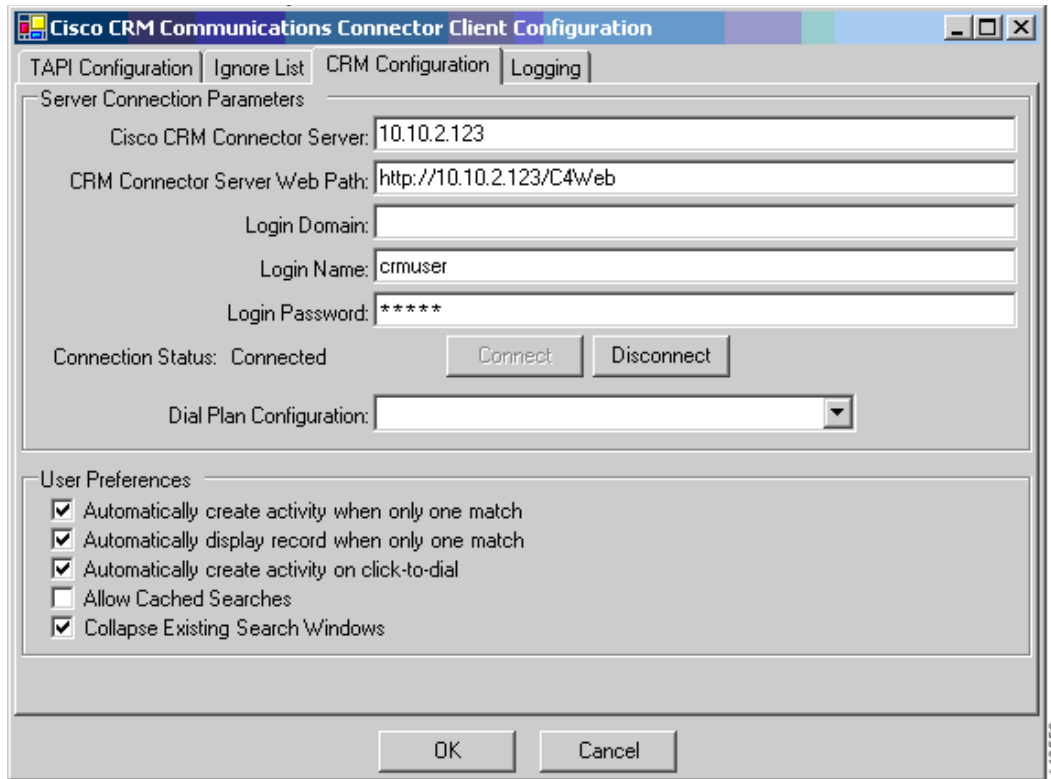 Cisco CRM Communications Connector Client Configuration
TAPI Configuration Ignore List CRM Configuration Logging
Server Connection Parameters
Cisco CRM Connector Server: 10.10.2.123
CRM Connector Server Web Path: http://10.10.2.123/C4Web
Login Domain:
Login Name: crmuser
Login Password: *****
Connection Status: Connected Connect Disconnect
Dial Plan Configuration:
User Preferences
Automatically create activity when only one match
Automatically display record when only one match
Automatically create activity on click-to-dial
Allow Cached Searches
Collapse Existing Search Windows
OK Cancel